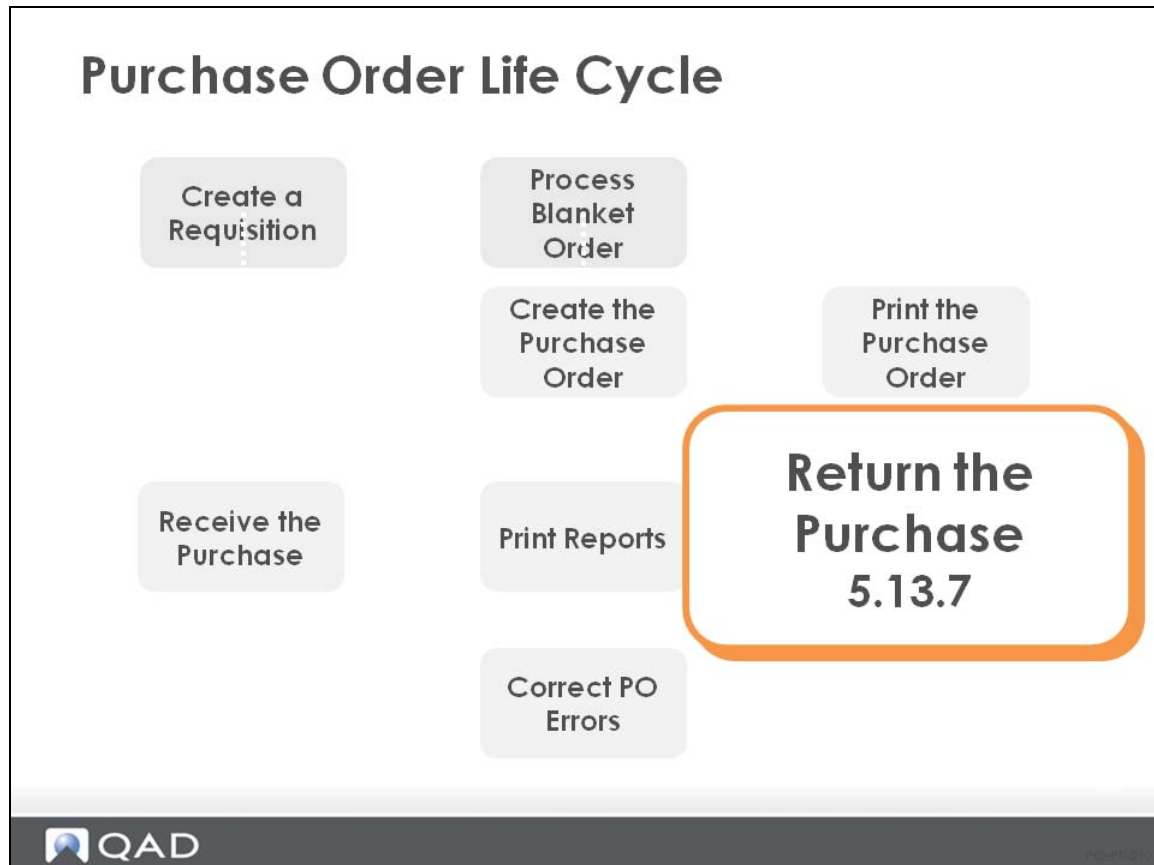 Purchase Order Life Cycle
Create a
Requisition
Process
Blanket
Order
Create the
Purchase
Order
Print the
Purchase
Order
Receive the
Purchase
Print Reports
Return the
Purchase
5.13.7
Correct PO
Errors
QAD